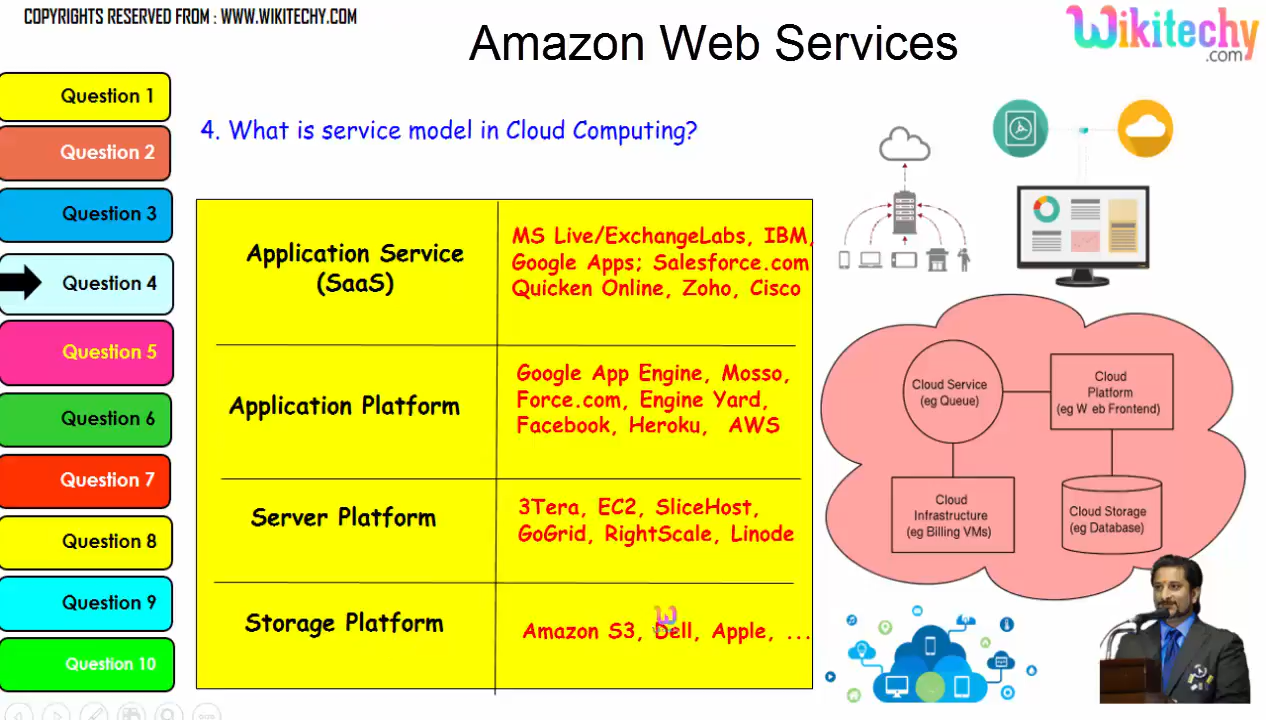 COPYRIGHTS RESERVED FROM : WWW.WIKITECHY.COM
Amazon Web Services
Wikitechy
.com
Question 1
Question 2
Question 3
Question 4
Question 5
Question 6
Question 7
Question 8
Question 9
Question 10
4. What is service model in Cloud Computing?
Application Service
(SaaS)
MS Live/ExchangeLabs, IBM,
Google Apps; Salesforce.com
Quicken Online, Zoho, Cisco
Application Platform
Google App Engine, Mosso,
Force.com, Engine Yard,
Facebook, Heroku, AWS
Server Platform
3Tera, EC2, SliceHost,
GoGrid, RightScale, Linode
Storage Platform
Amazon S3, Dell, Apple, ...
Cloud Service
(eg Queue)
Cloud
Platform
(eg W eb Frontend)
Cloud
Infrastructure
(eg Billing VMs)
Cloud Storage
(eg Database)